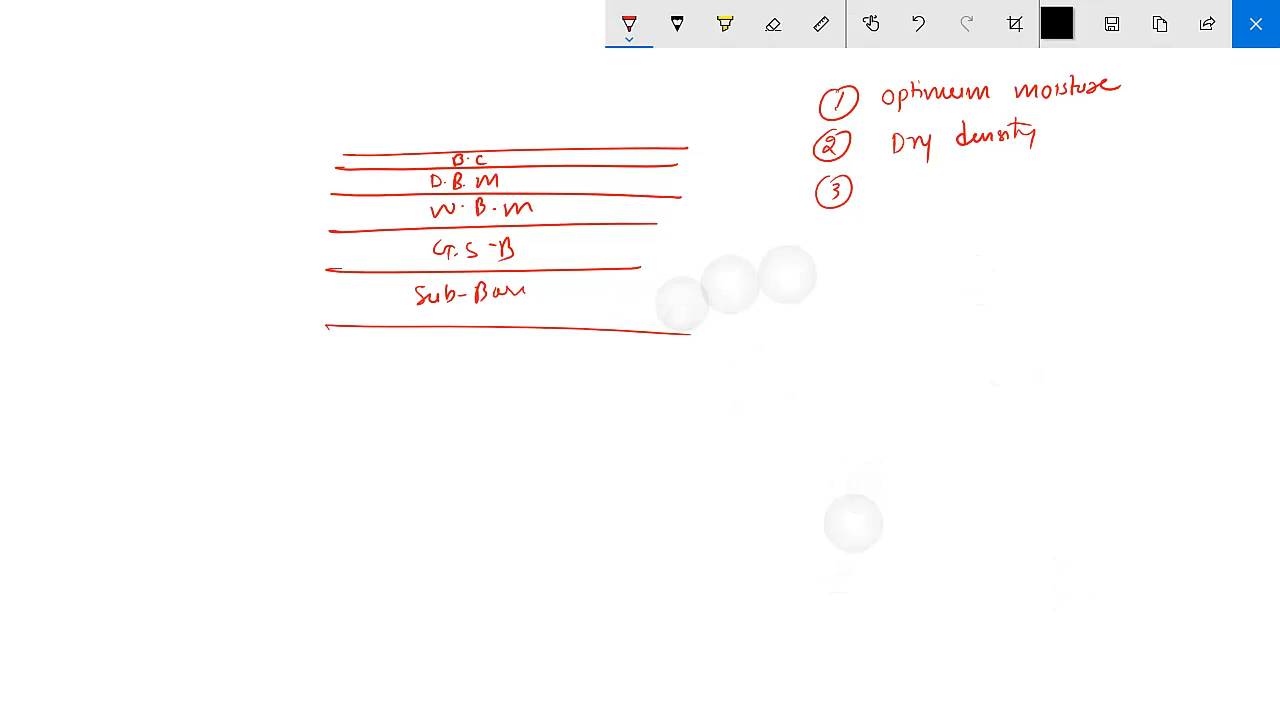 ① Optimum moisture
② Dry density
③
B.C
D.B.M
W.B.M
G.S-B
Sub-Base